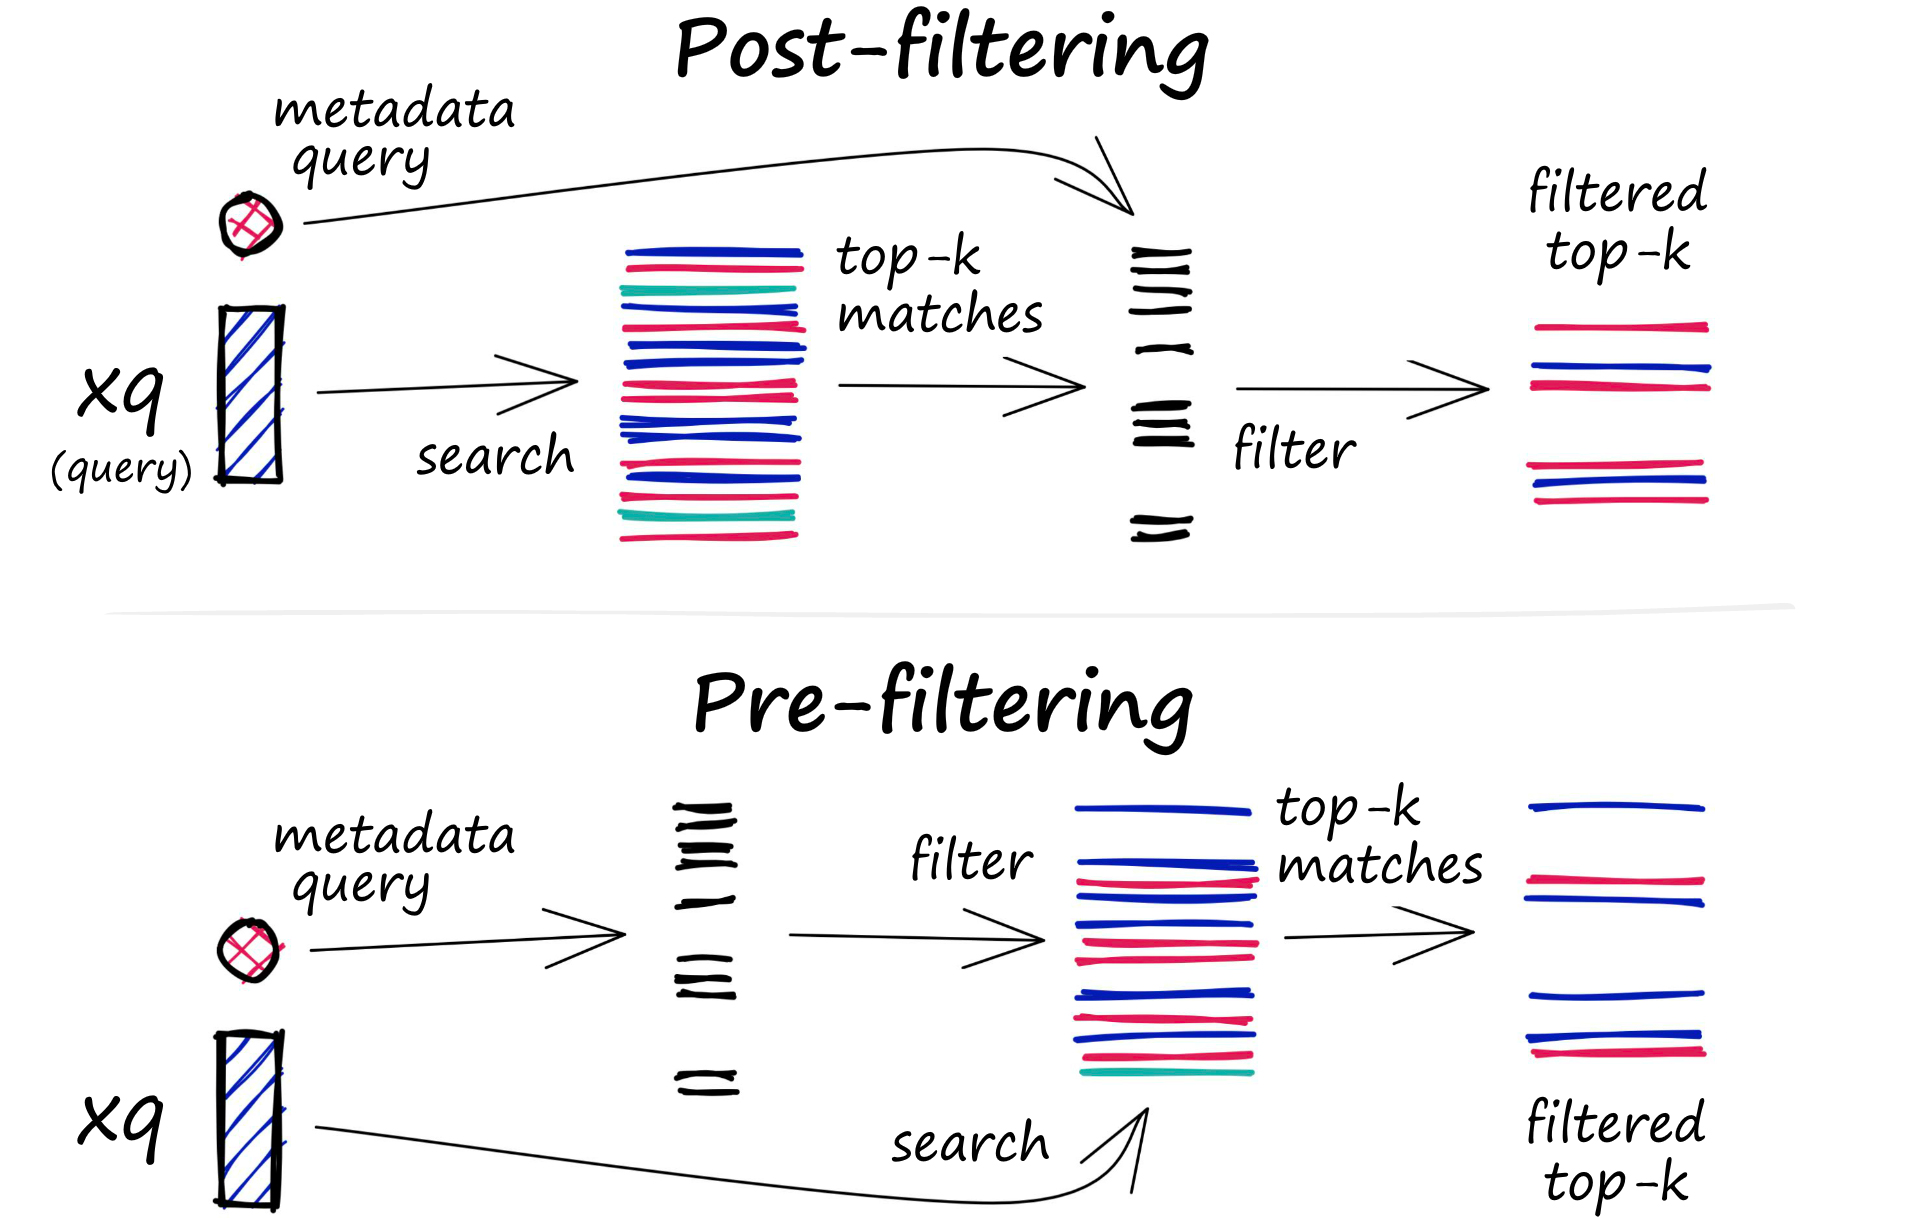 Post-filtering
metadata
query
xq
(query)
search
top-k
matches
filter
filtered
top-k
Pre-filtering
metadata
query
xq
filter
search
top-k
matches
filtered
top-k